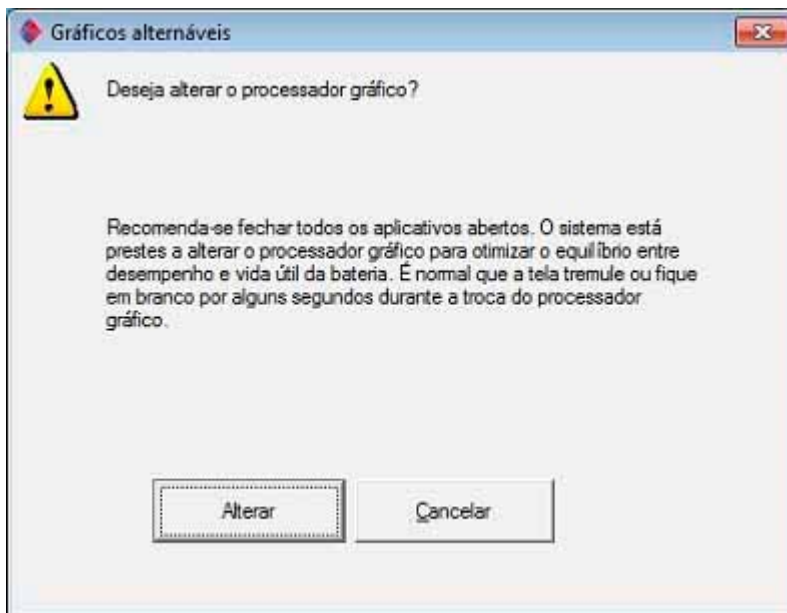 Gráficos alternáveis
Deseja alterar o processador gráfico?
Recomenda-se fechar todos os aplicativos abertos. O sistema está
prestes a alterar o processador gráfico para otimizar o equilíbrio entre
desempenho e vida útil da bateria. É normal que a tela tremule ou fique
em branco por alguns segundos durante a troca do processador
gráfico.
Alterar
Cancelar